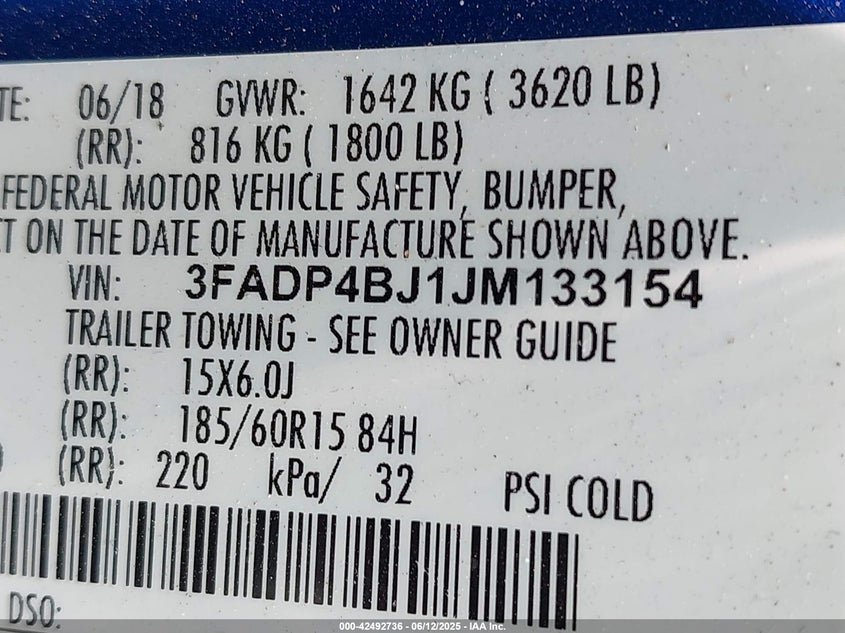 TE: 06/18 GVWR: 1642 KG ( 3620 LB)
(RR): 816 KG ( 1800 LB)
FEDERAL MOTOR VEHICLE SAFETY, BUMPER,
T ON THE DATE OF MANUFACTURE SHOWN ABOVE.
VIN: 3FADP4BJ1JM133154
TRAILER TOWING - SEE OWNER GUIDE
(RR): 15X6.0J
(RR): 185/60R15 84H
(RR): 220 kPa/ 32 PSI COLD
DSO:
000-42492736 - 06/12/2025 - IAA Inc.